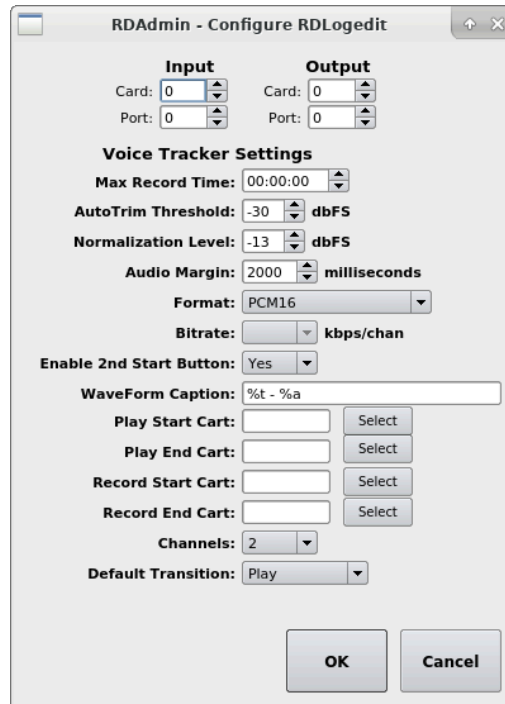 RDAdmin - Configure RDLogedit
Input Output
Card: 0 Card: 0
Port: 0 Port: 0
Voice Tracker Settings
Max Record Time: 00:00:00
AutoTrim Threshold: -30 dbFS
Normalization Level: -13 dbFS
Audio Margin: 2000 milliseconds
Format: PCM16
Bitrate: kbps/chan
Enable 2nd Start Button: Yes
WaveForm Caption: %t - %a
Play Start Cart: Select
Play End Cart: Select
Record Start Cart: Select
Record End Cart: Select
Channels: 2
Default Transition: Play
OK Cancel